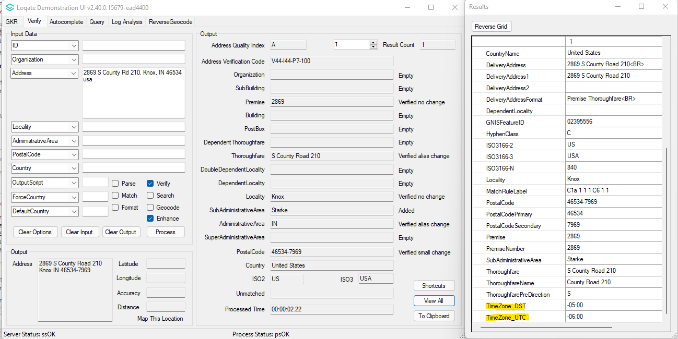 Loqate Demonstration UI v2.40.0.15679-ead4400
GKR Verify Autocomplete Query Log Analysis ReverseGeocode
Input Data
ID
Organization
Address
2869 S County Rd 210, Knox, IN 46534
usa
Locality
AdministrativeArea
PostalCode
Country
OutputScript
ForceCountry
DefaultCountry
Parse
Match
Format
Verify
Search
Geocode
Enhance
Clear Options
Clear Input
Clear Output
Process
Output
Address
2869 S County Road 210
Knox IN 46534-7969
Latitude
Longitude
Accuracy
Distance
Map This Location
Output
Address Quality Index A 1 Result Count 1
Address Verification Code V44-I44-P7-100
Organization Empty
SubBuilding Empty
Premise 2869 Verified no change
Building Empty
PostBox Empty
DependentThoroughfare Empty
Thoroughfare S County Road 210 Verified alias change
DoubleDependentLocality Empty
DependentLocality Empty
Locality Knox Verified no change
SubAdministrativeArea Starke Added
AdministrativeArea IN Verified alias change
SuperAdministrativeArea Empty
PostalCode 46534-7969 Verified small change
Country United States
ISO2 US ISO3 USA
Unmatched
Processed Time 00:00:02:22
Shortcuts
View All
To Clipboard
Server Status: ssOK Process Status: psOK
Results
Reverse Grid
1
CountryName United States
DeliveryAddress 2869 S County Road 210<BR>
DeliveryAddress1 2869 S County Road 210
DeliveryAddress2
DeliveryAddressFormat Premise Thoroughfare<BR>
DependentLocality
GNISFeatureID 02395556
HyphenClass C
ISO3166-2 US
ISO3166-3 USA
ISO3166-N 840
Locality Knox
MatchRuleLabel C1a 1 1 1 C6 1 1
PostalCode 46534-7969
PostalCodePrimary 46534
PostalCodeSecondary 7969
Premise 2869
PremiseNumber 2869
SubAdministrativeArea Starke
Thoroughfare S County Road 210
ThoroughfareName County Road 210
ThoroughfarePreDirection S
TimeZone_DST -05:00
TimeZone_UTC -06:00